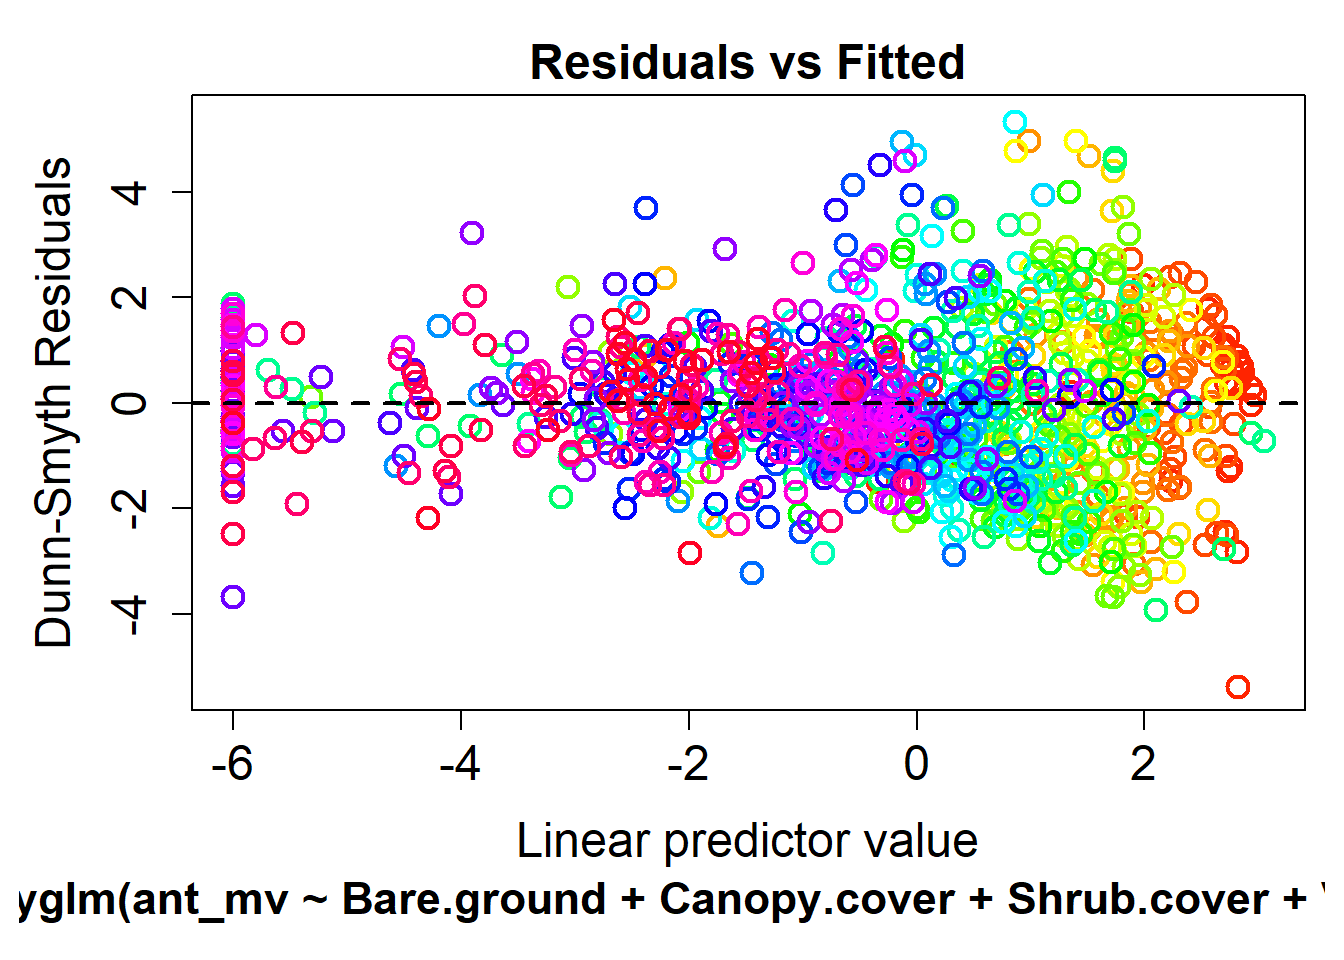 Residuals vs Fitted
Dunn-Smyth Residuals
4
2
0
-2
-4
-6
-4
-2
0
2
Linear predictor value
yglm(ant_mv ~ Bare.ground + Canopy.cover + Shrub.cover +